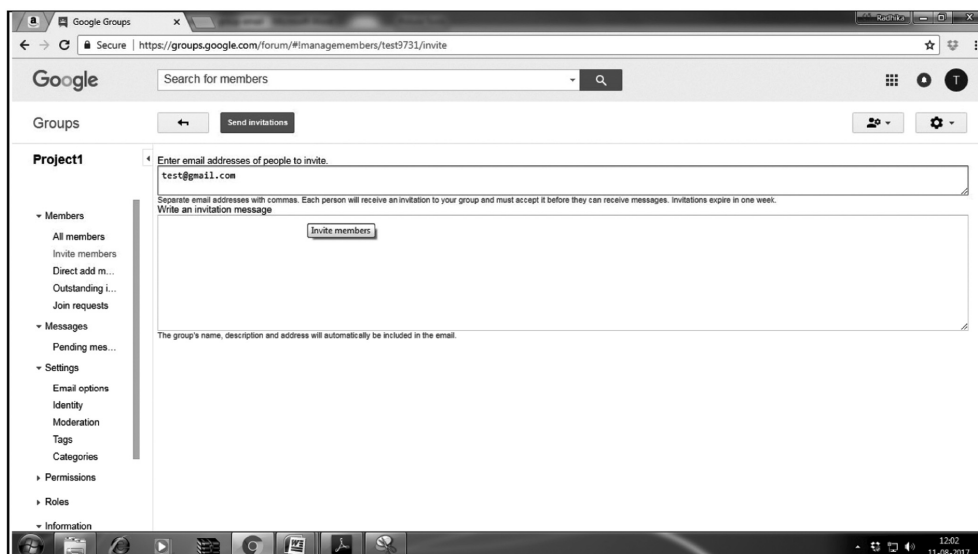 a Google Groups ×
Radhika
Secure https://groups.google.com/forum/#!managemembers/test9731/invite
Google Search for members
T
Groups Send invitations
Project1
Enter email addresses of people to invite.
test@gmail.com
Separate email addresses with commas. Each person will receive an invitation to your group and must accept it before they can receive messages. Invitations expire in one week.
Write an invitation message
Members
Invite members
All members
Invite members
Direct add m...
Outstanding i...
Join requests
Messages
The group's name, description and address will automatically be included in the email.
Pending mes...
Settings
Email options
Identity
Moderation
Tags
Categories
Permissions
Roles
Information
12:02
11-08-2017